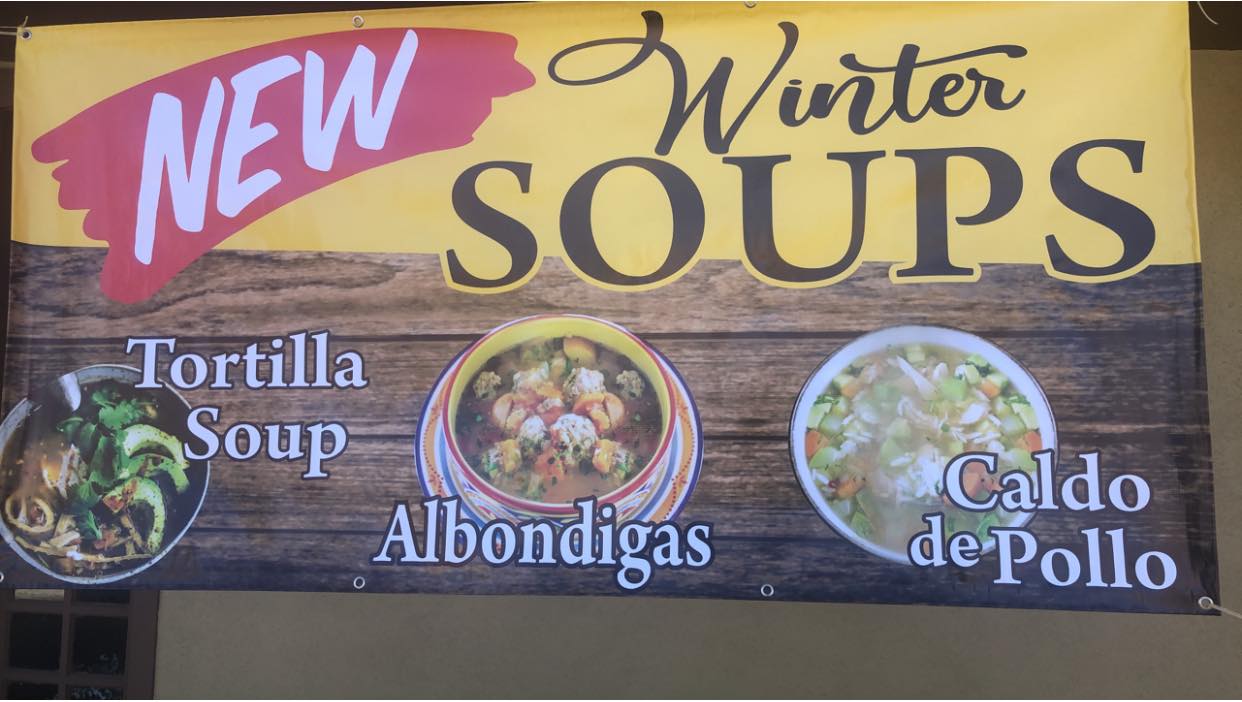 NEW
Winter
SOUPS
Tortilla
Soup
Albondigas
Caldo
de Pollo